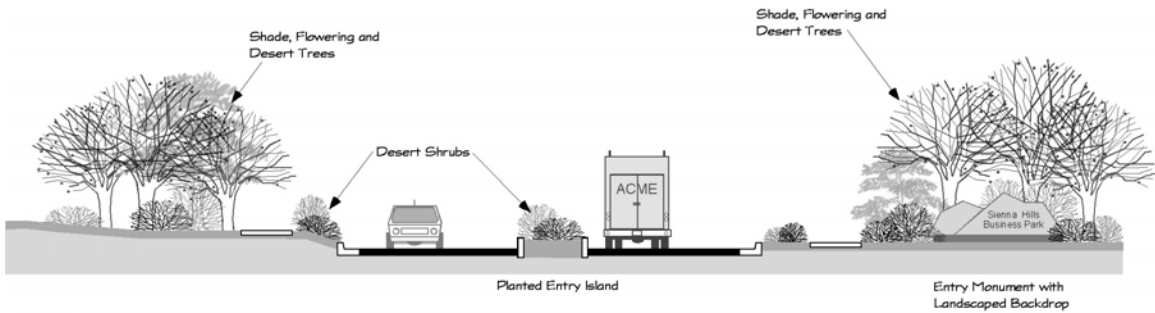 Shade, Flowering and
Desert Trees
Shade, Flowering and
Desert Trees
Desert Shrubs
ACME
Sienna Hills
Business Park
Planted Entry Island
Entry Monument with
Landscaped Backdrop